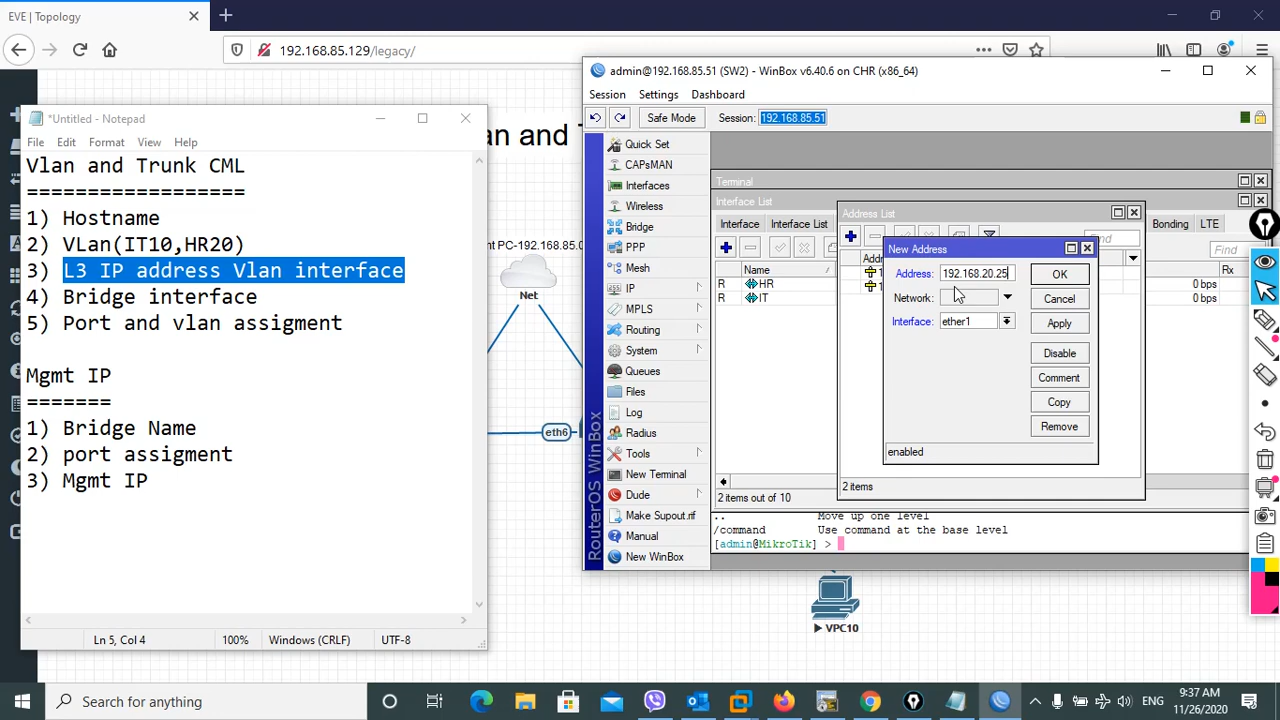 EVE | Topology
192.168.85.129/legacy/
*Untitled - Notepad
File Edit Format View Help
Vlan and Trunk CML
==================
1) Hostname
2) VLan(IT10,HR20)
3) L3 IP address Vlan interface
4) Bridge interface
5) Port and vlan assigment
Mgmt IP
=======
1) Bridge Name
2) port assigment
3) Mgmt IP
Ln 5, Col 4 100% Windows (CRLF) UTF-8
an and
Net
eth6
VPC10
admin@192.168.85.51 (SW2) - WinBox v6.40.6 on CHR (x86_64)
Session Settings Dashboard
Safe Mode Session: 192.168.85.51
RouterOS WinBox
Quick Set
CAPsMAN
Interfaces
Wireless
Bridge
PPP
Mesh
IP
MPLS
Routing
System
Queues
Files
Log
Radius
Tools
New Terminal
Dude
Make Supout.rif
Manual
New WinBox
Terminal
Interface List
Interface Interface List Bonding LTE
Find
Name Rx
R HR 0 bps
R IT 0 bps
2 items out of 10
Address List
Find
2 items
New Address
Address: 192.168.20.25
Network:
Interface: ether1
OK
Cancel
Apply
Disable
Comment
Copy
Remove
enabled
.. Move up one level
/command Use command at the base level
[admin@MikroTik] >
Search for anything
ENG
9:37 AM
11/26/2020